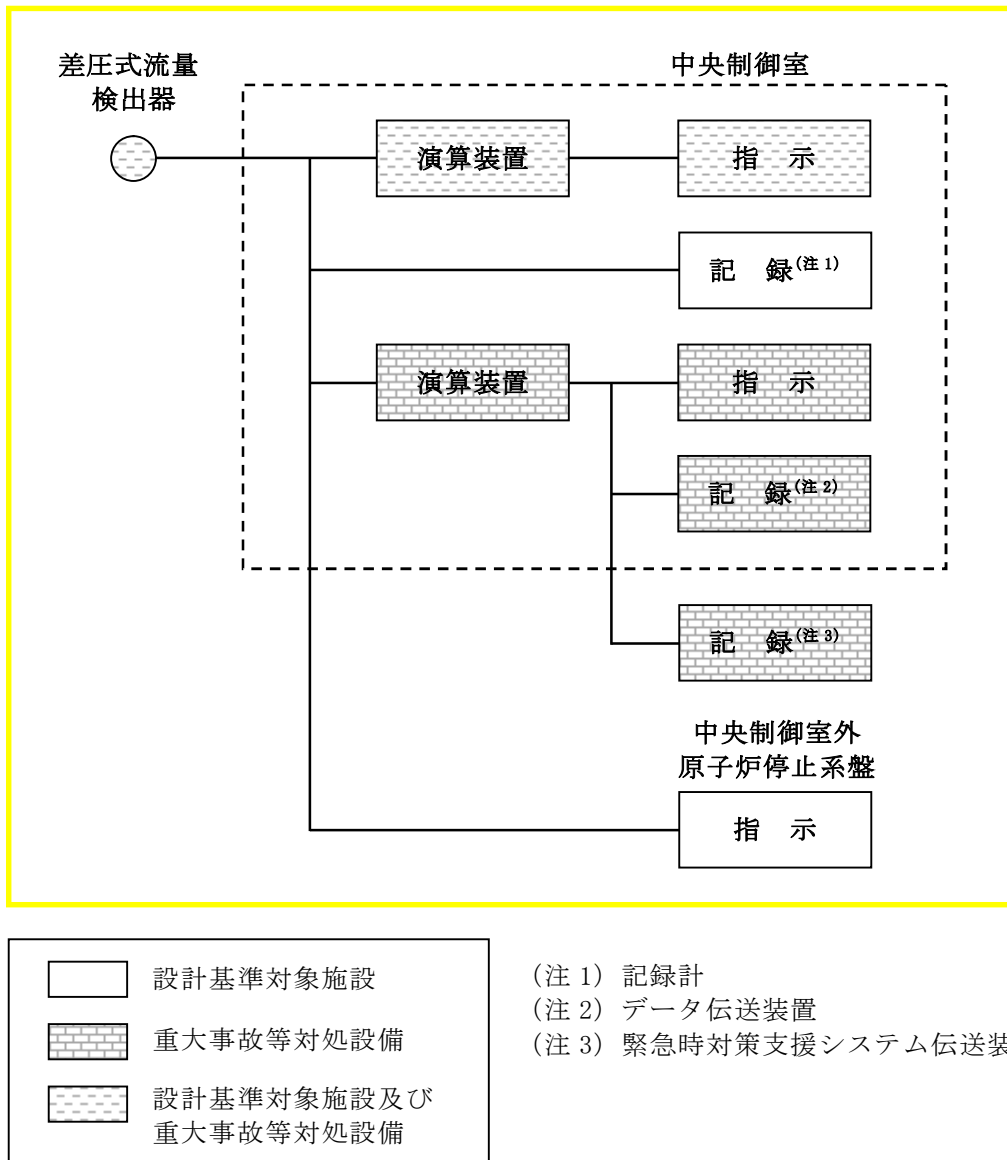 差圧式流量
検出器
中央制御室
演算装置
指 示
記 録(注 1)
演算装置
指 示
記 録(注 2)
記 録(注 3)
中央制御室外
原子炉停止系盤
指 示
設計基準対象施設
重大事故等対処設備
設計基準対象施設及び
重大事故等対処設備
(注 1) 記録計
(注 2) データ伝送装置
(注 3) 緊急時対策支援システム伝送装